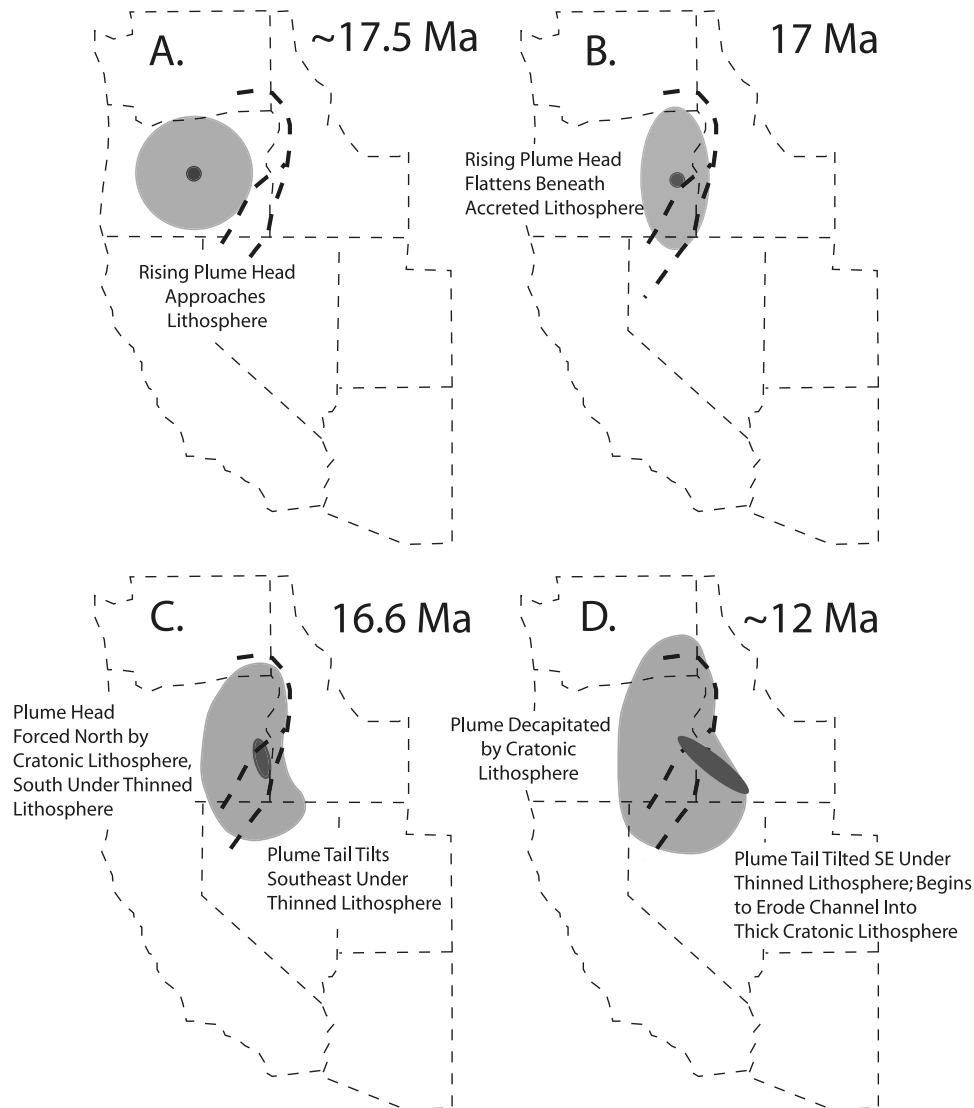 A.
~17.5 Ma
Rising Plume Head
Approaches
Lithosphere
B.
17 Ma
Rising Plume Head
Flattens Beneath
Accreted Lithosphere
C.
16.6 Ma
Plume Head
Forced North by
Cratonic Lithosphere,
South Under Thinned
Lithosphere
Plume Tail Tilts
Southeast Under
Thinned Lithosphere
D.
~12 Ma
Plume Decapitated
by Cratonic
Lithosphere
Plume Tail Tilted SE Under
Thinned Lithosphere; Begins
to Erode Channel Into
Thick Cratonic Lithosphere